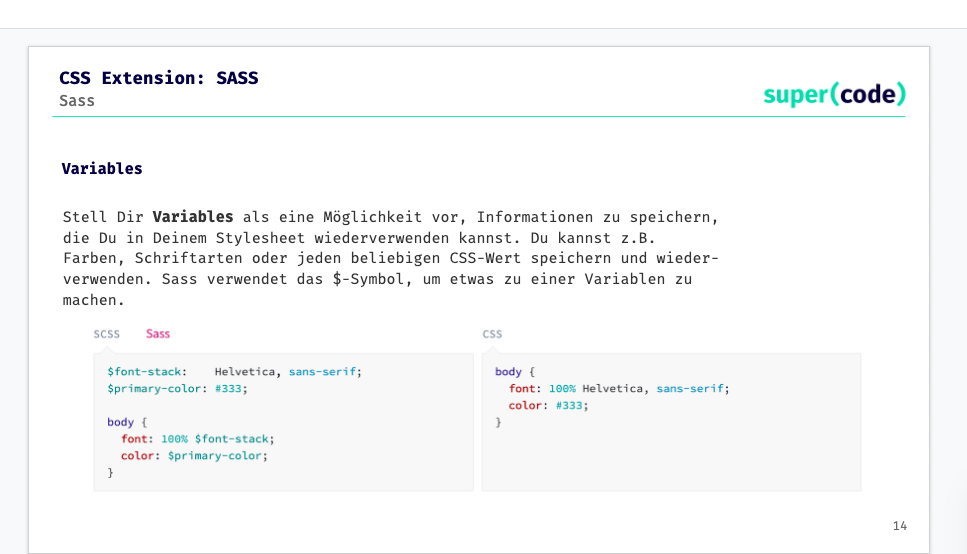 CSS Extension: SASS
Sass
super(code)
Variables
Stell Dir Variables als eine Möglichkeit vor, Informationen zu speichern,
die Du in Deinem Stylesheet wiederverwenden kannst. Du kannst z.B.
Farben, Schriftarten oder jeden beliebigen CSS-Wert speichern und wieder-
verwenden. Sass verwendet das $-Symbol, um etwas zu einer Variablen zu
machen.
SCSS Sass
$font-stack: Helvetica, sans-serif;
$primary-color: #333;
body {
font: 100% $font-stack;
color: $primary-color;
}
CSS
body {
font: 100% Helvetica, sans-serif;
color: #333;
}
14